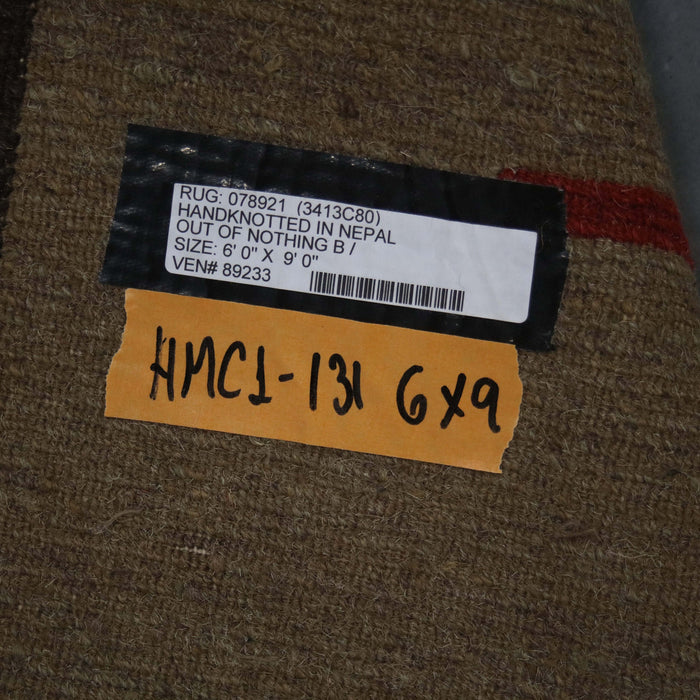 RUG: 078921 (3413C80)
HANDKNOTTED IN NEPAL
OUT OF NOTHING B /
SIZE: 6' 0" X 9' 0"
VEN# 89233
HMC1-131 6x9